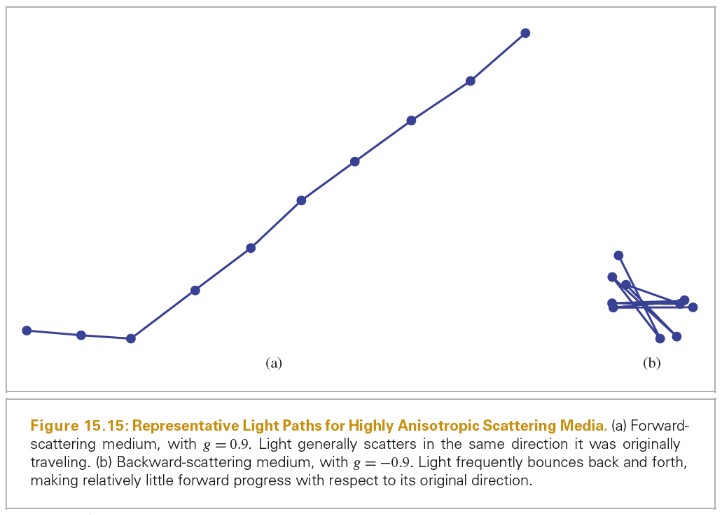 (a)
(b)
Figure 15.15: Representative Light Paths for Highly Anisotropic Scattering Media. (a) Forward-
scattering medium, with g = 0.9. Light generally scatters in the same direction it was originally
traveling. (b) Backward-scattering medium, with g = −0.9. Light frequently bounces back and forth,
making relatively little forward progress with respect to its original direction.